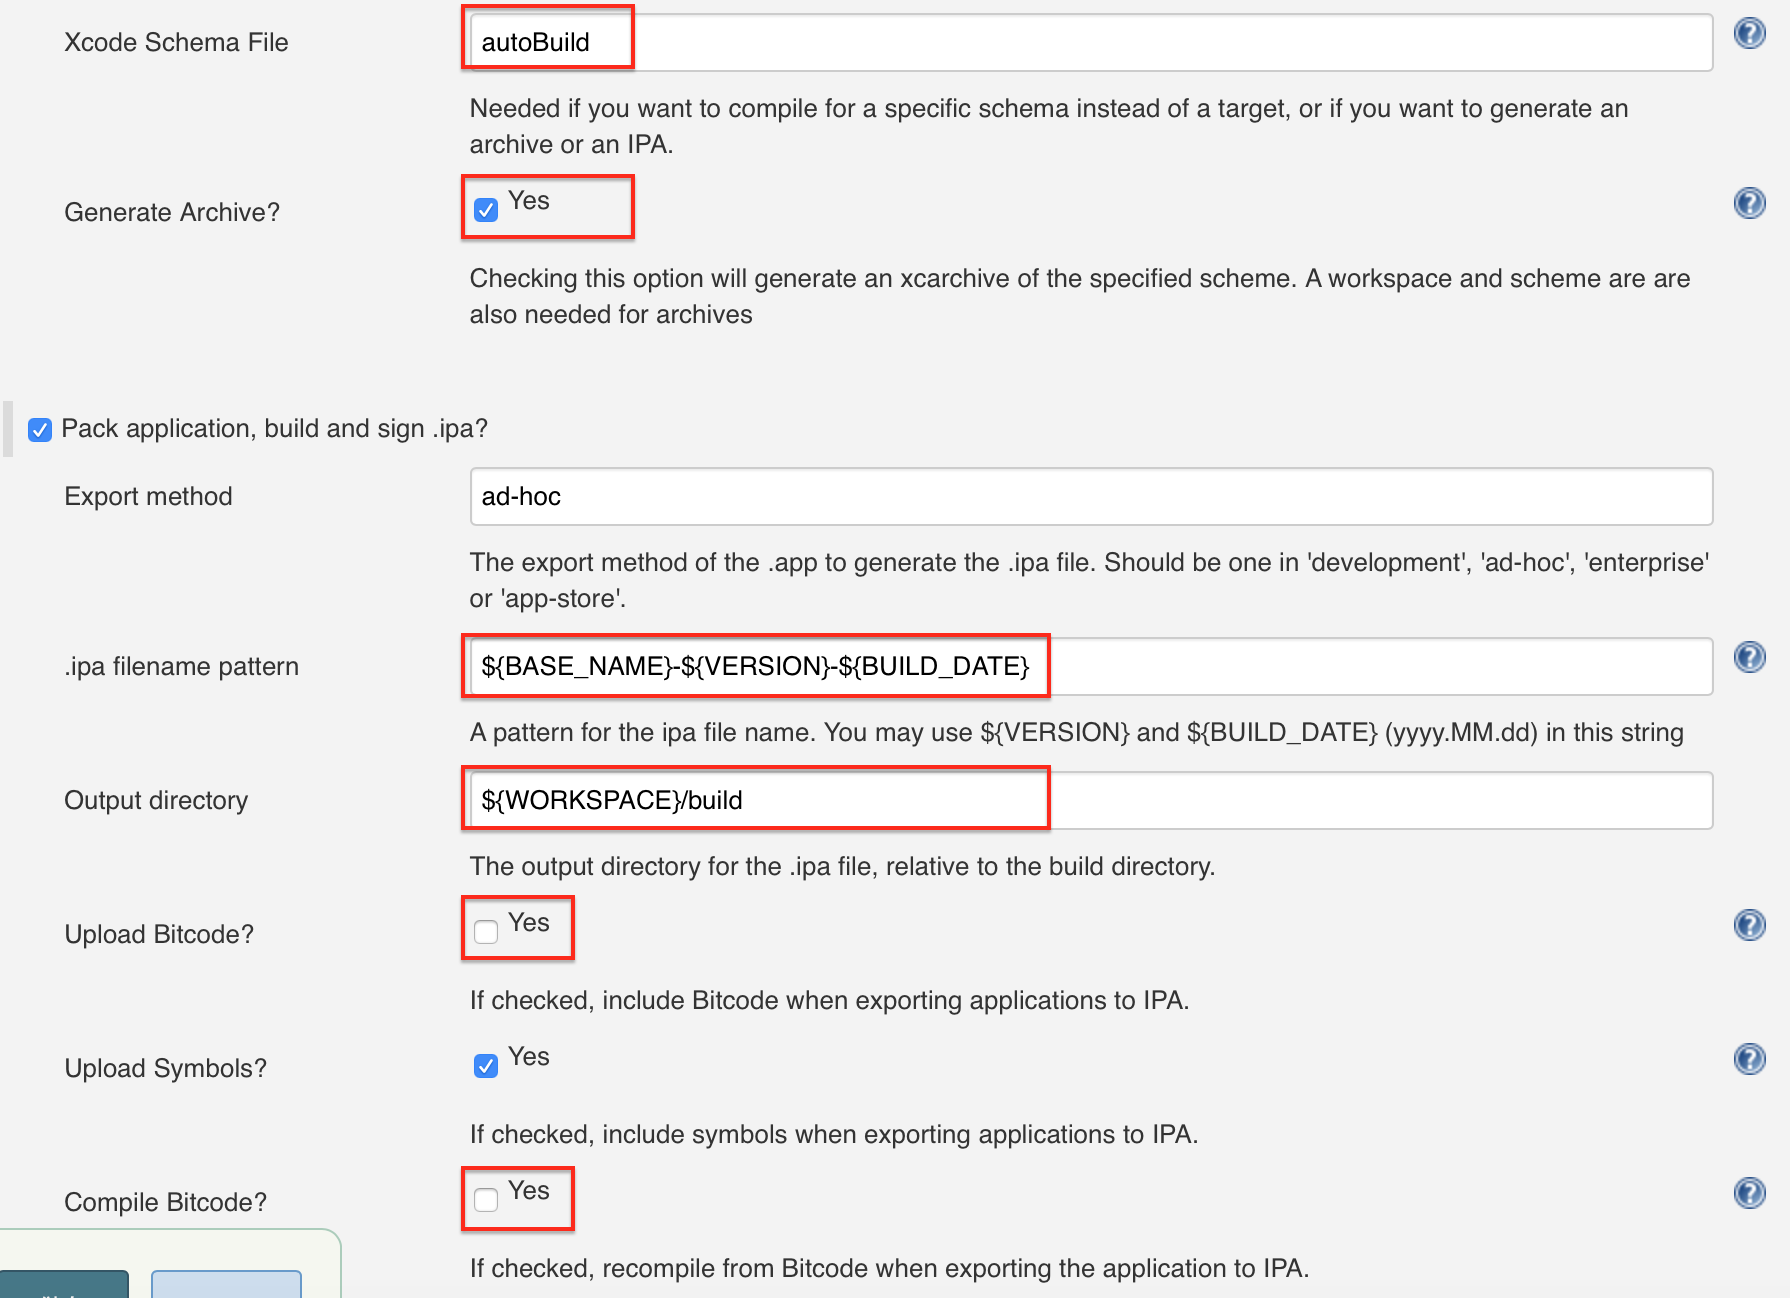 Xcode Schema File
autoBuild
Needed if you want to compile for a specific schema instead of a target, or if you want to generate an
archive or an IPA.
Generate Archive?
Yes
Checking this option will generate an xcarchive of the specified scheme. A workspace and scheme are are
also needed for archives
Pack application, build and sign .ipa?
Export method
ad-hoc
The export method of the .app to generate the .ipa file. Should be one in 'development', 'ad-hoc', 'enterprise'
or 'app-store'.
.ipa filename pattern
${BASE_NAME}-${VERSION}-${BUILD_DATE}
A pattern for the ipa file name. You may use ${VERSION} and ${BUILD_DATE} (yyyy.MM.dd) in this string
Output directory
${WORKSPACE}/build
The output directory for the .ipa file, relative to the build directory.
Upload Bitcode?
Yes
If checked, include Bitcode when exporting applications to IPA.
Upload Symbols?
Yes
If checked, include symbols when exporting applications to IPA.
Compile Bitcode?
Yes
If checked, recompile from Bitcode when exporting the application to IPA.